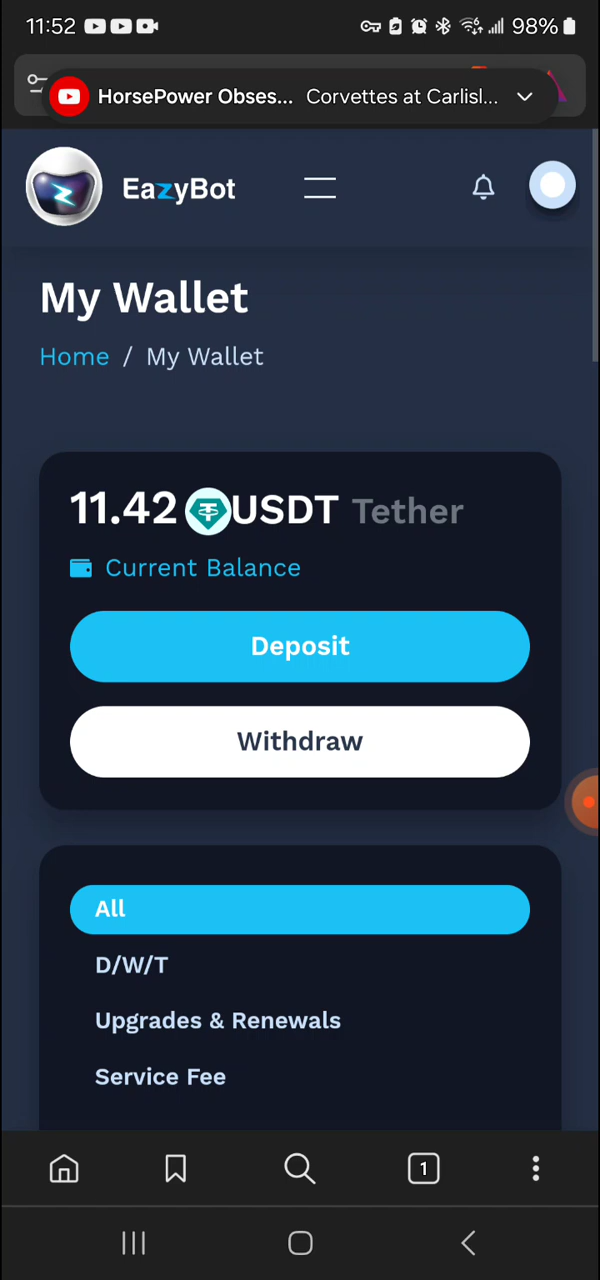 11:52 98%
HorsePower Obses... Corvettes at Carlisl...
EazyBot
My Wallet
Home / My Wallet
11.42 USDT Tether
Current Balance
Deposit
Withdraw
All
D/W/T
Upgrades & Renewals
Service Fee
1